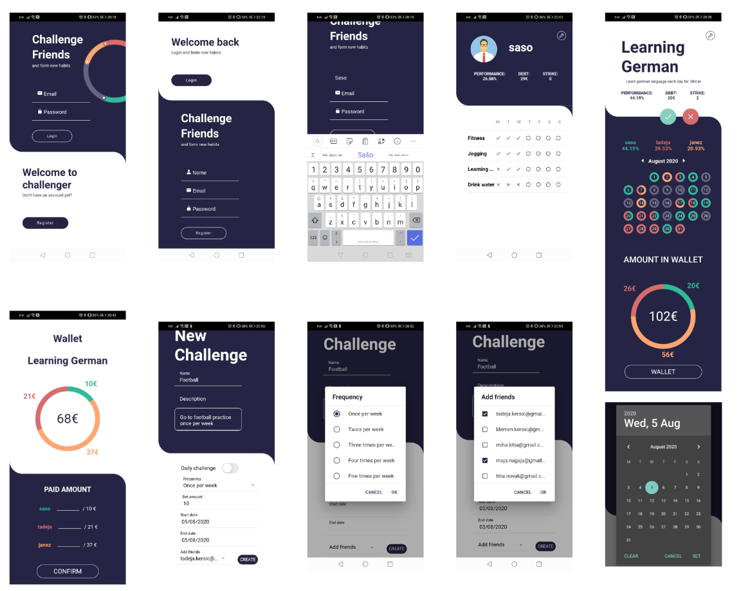 Challenge
Friends
and form new habits
Email
Password
Login
Welcome to
challenger
Don't have an account yet?
Register
Welcome back
Login and form new habits
Login
Challenge
Friends
and form new habits
Name
Email
Password
Register
Challenge
Friends
and form new habits
Saso
Email
Password
Sašo
1 2 3 4 5 6 7 8 9 0
q w e r t y u i o p
a s d f g h j k l
z x c v b n m
saso
PERFORMANCE: DEBT: STRIKE:
26.58% 29€
M T W T F S S
Fitness
Jogging
Learning ...
Drink water
Learning
German
Learn german language each day for
PERFORMANCE: DEBT: STRIKE:
44.19% 20€ 2
saso tadeja janez
44.19% 39.53% 20.93%
August 2020
AMOUNT IN WALLET
26€ 20€
102€
56€
WALLET
Wallet
Learning German
10€
21€
68€
37€
PAID AMOUNT
saso / 10 €
tadeja / 21 €
janez / 37 €
CONFIRM
New
Challenge
Name
Football
Description
Go to football practice
once per week
Daily challenge
Frequency
Once per week
Bet amount
10
Start date
05/08/2020
End date
05/08/2020
Add friends
tadeja.kersic@...
CREATE
Challenge
Name
Football
Frequency
Once per week
Twice per week
Three times per we...
Four times per week
Five times per week
CANCEL OK
Start date
End date
Add friends
CREATE
Challenge
Name
Football
Description
Add friends
tadeja.kersic@gmai...
klemen.kersic@gmai...
miha.kiha@gmail.c...
maja.nagaja@gmail...
tina.novak@gmail.c...
CANCEL OK
05/08/2020
End date
05/08/2020
Add friends
CREATE
2020
Wed, 5 Aug
August 2020
M T W T F S S
1 2
3 4 5 6 7 8 9
10 11 12 13 14 15 16
17 18 19 20 21 22 23
24 25 26 27 28 29 30
31
CLEAR CANCEL SET